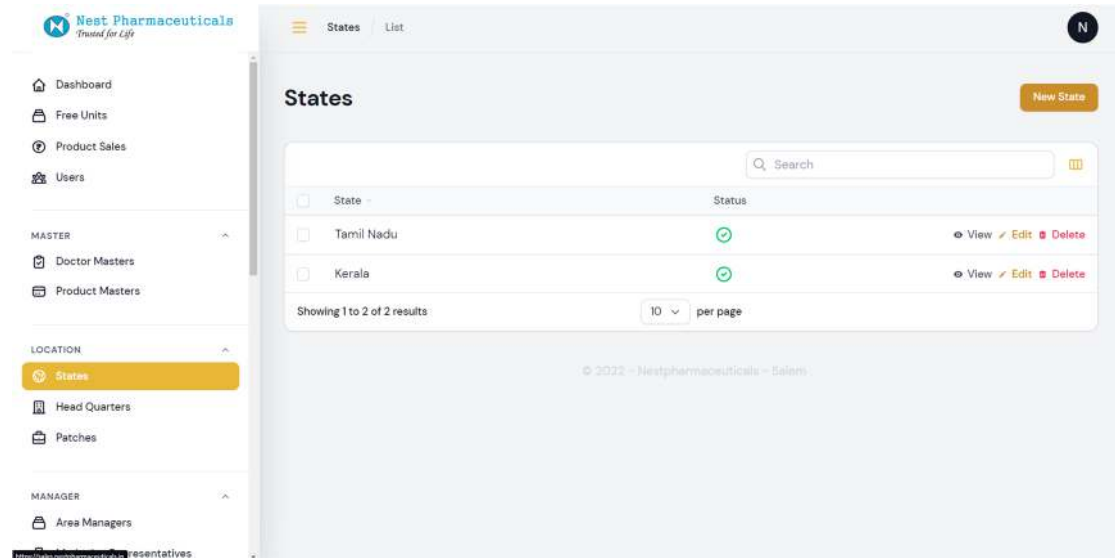 Nest Pharmaceuticals
Trusted for Life
States / List
N
Dashboard
Free Units
Product Sales
Users
MASTER
Doctor Masters
Product Masters
LOCATION
States
Head Quarters
Patches
MANAGER
Area Managers
resentatives
States
New State
Search
State Status
Tamil Nadu View Edit Delete
Kerala View Edit Delete
Showing 1 to 2 of 2 results 10 per page
© 2022 - Nestpharmaceuticals - Salem